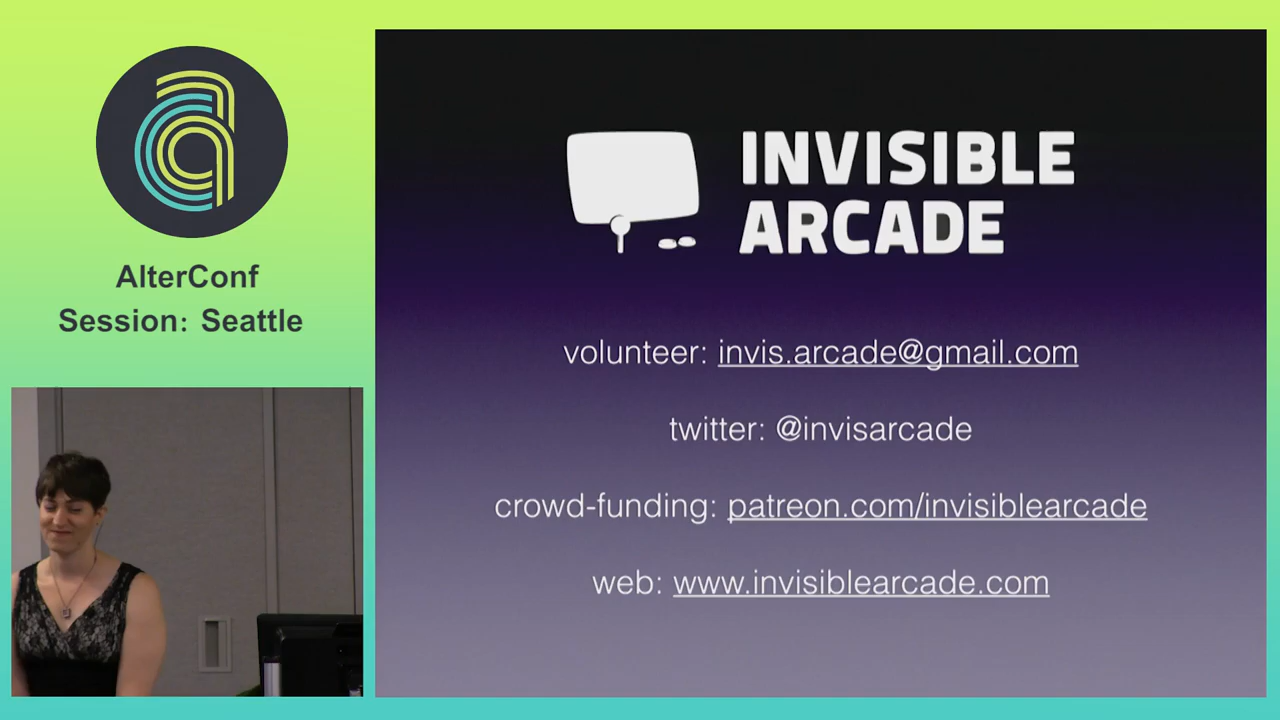 AlterConf
Session: Seattle
INVISIBLE
ARCADE
volunteer: invis.arcade@gmail.com
twitter: @invisarcade
crowd-funding: patreon.com/invisiblearcade
web: www.invisiblearcade.com